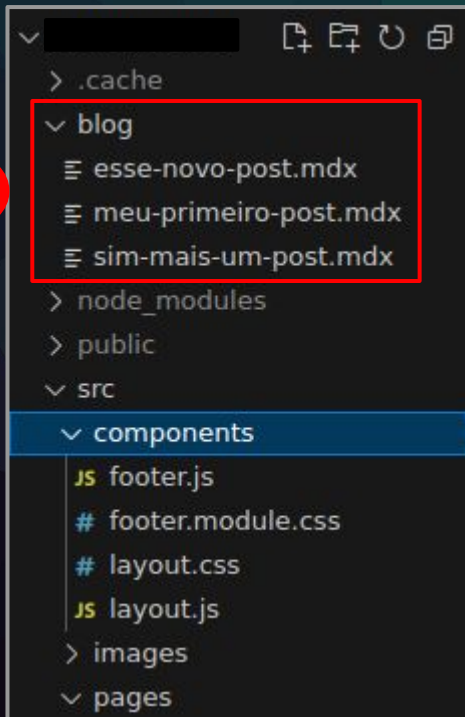 .cache
blog
esse-novo-post.mdx
meu-primeiro-post.mdx
sim-mais-um-post.mdx
node_modules
public
src
components
JS footer.js
# footer.module.css
# layout.css
JS layout.js
images
pages